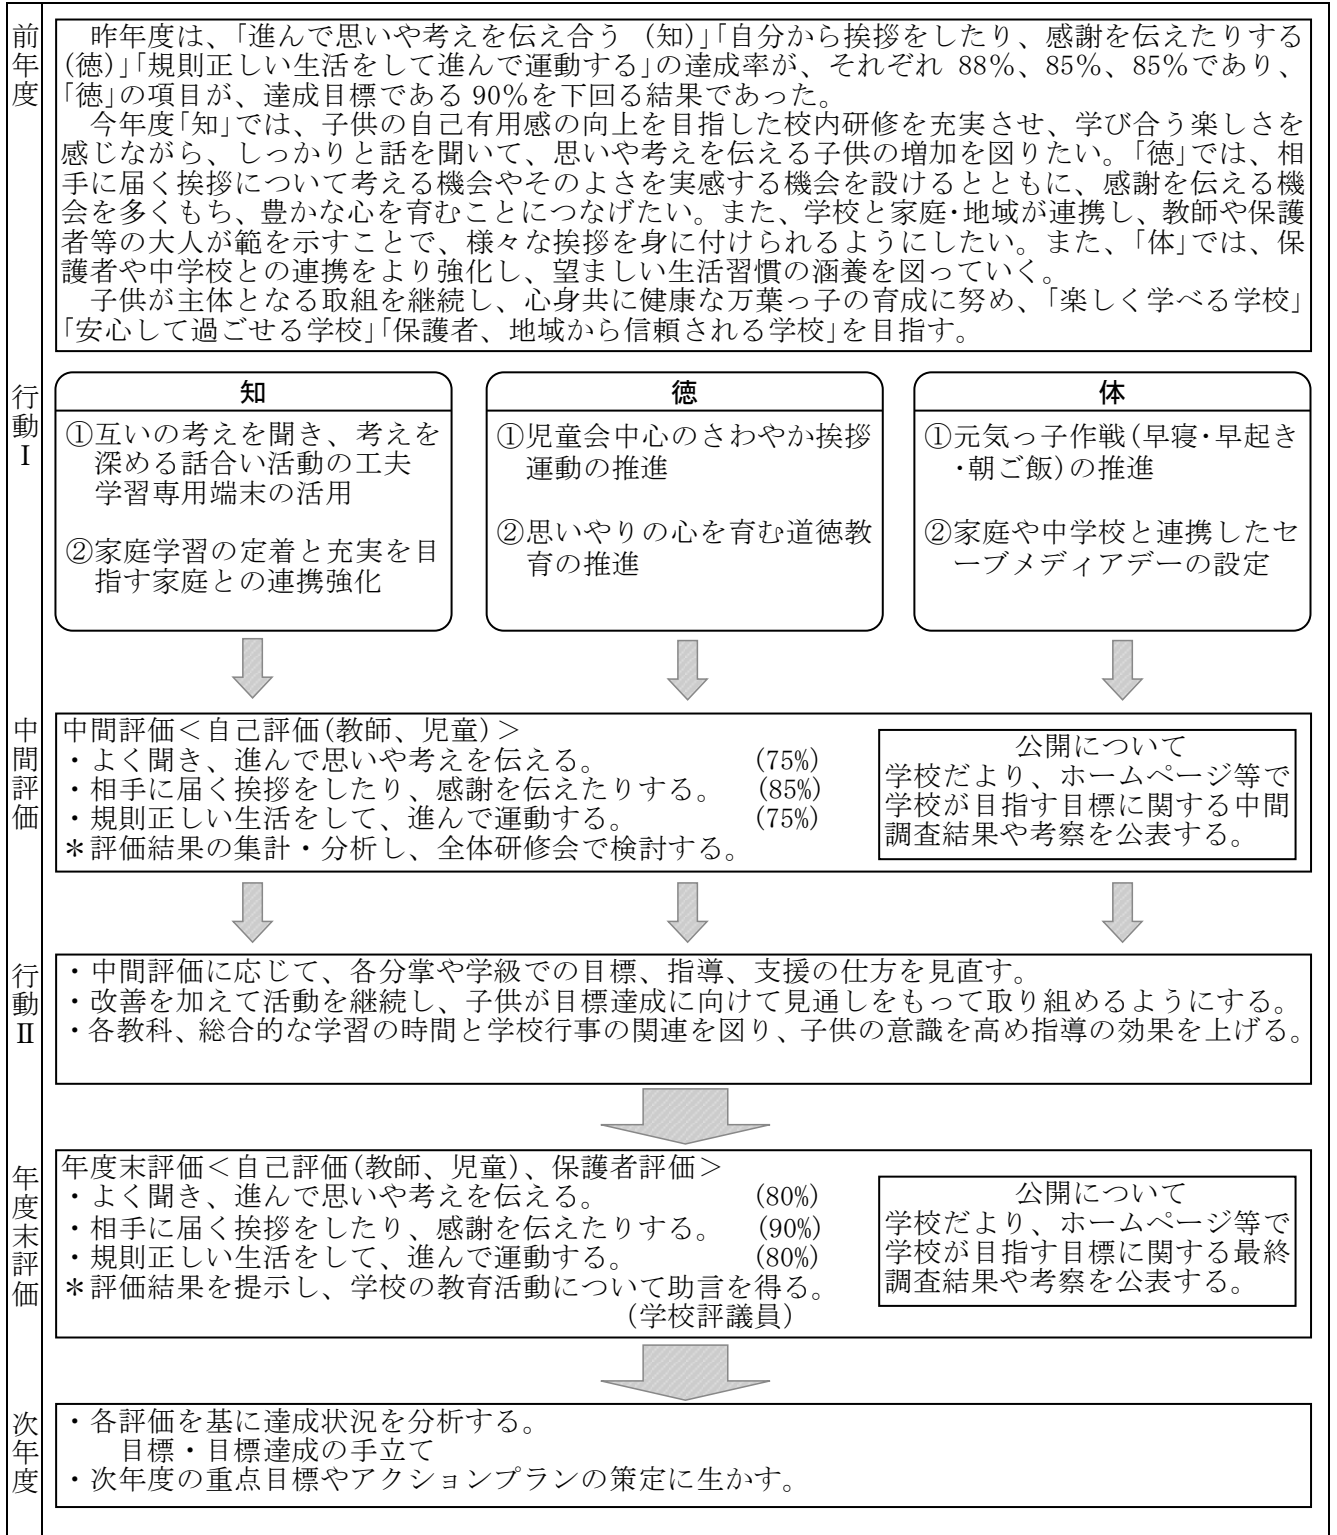 前年度
　昨年度は、「進んで思いや考えを伝え合う (知)」「自分から挨拶をしたり、感謝を伝えたりする
(徳)」「規則正しい生活をして進んで運動する」の達成率が、それぞれ 88％、85％、85％であり、
「徳」の項目が、達成目標である 90％を下回る結果であった。
　今年度「知」では、子供の自己有用感の向上を目指した校内研修を充実させ、学び合う楽しさを
感じながら、しっかりと話を聞いて、思いや考えを伝える子供の増加を図りたい。「徳」では、相
手に届く挨拶について考える機会やそのよさを実感する機会を設けるとともに、感謝を伝える機
会を多くもち、豊かな心を育むことにつなげたい。また、学校と家庭・地域が連携し、教師や保護
者等の大人が範を示すことで、様々な挨拶を身に付けられるようにしたい。また、「体」では、保
護者や中学校との連携をより強化し、望ましい生活習慣の涵養を図っていく。
　子供が主体となる取組を継続し、心身共に健康な万葉っ子の育成に努め、「楽しく学べる学校」
「安心して過ごせる学校」「保護者、地域から信頼される学校」を目指す。
行動Ⅰ
知
①互いの考えを聞き、考えを
深める話合い活動の工夫
学習専用端末の活用
②家庭学習の定着と充実を目
指す家庭との連携強化
徳
①児童会中心のさわやか挨拶
運動の推進
②思いやりの心を育む道徳教
育の推進
体
①元気っ子作戦(早寝・早起き
・朝ご飯)の推進
②家庭や中学校と連携したセ
ーブメディアデーの設定
中間評価
中間評価＜自己評価(教師、児童)＞
・よく聞き、進んで思いや考えを伝える。　(75%)
・相手に届く挨拶をしたり、感謝を伝えたりする。　(85%)
・規則正しい生活をして、進んで運動する。　(75%)
＊評価結果の集計・分析し、全体研修会で検討する。
公開について
学校だより、ホームページ等で
学校が目指す目標に関する中間
調査結果や考察を公表する。
行動Ⅱ
・中間評価に応じて、各分掌や学級での目標、指導、支援の仕方を見直す。
・改善を加えて活動を継続し、子供が目標達成に向けて見通しをもって取り組めるようにする。
・各教科、総合的な学習の時間と学校行事の関連を図り、子供の意識を高め指導の効果を上げる。
年度末評価
年度末評価＜自己評価(教師、児童)、保護者評価＞
・よく聞き、進んで思いや考えを伝える。　(80%)
・相手に届く挨拶をしたり、感謝を伝えたりする。　(90%)
・規則正しい生活をして、進んで運動する。　(80%)
＊評価結果を提示し、学校の教育活動について助言を得る。
(学校評議員)
公開について
学校だより、ホームページ等で
学校が目指す目標に関する最終
調査結果や考察を公表する。
次年度
・各評価を基に達成状況を分析する。
目標・目標達成の手立て
・次年度の重点目標やアクションプランの策定に生かす。